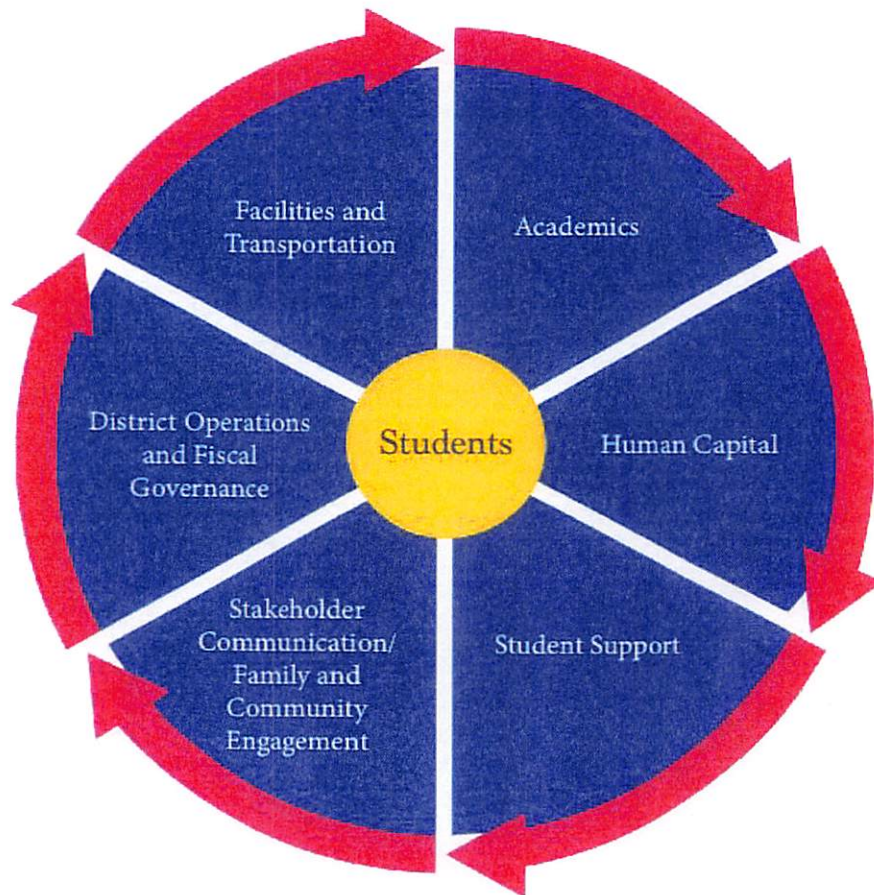 Academics
Human Capital
Student Support
Stakeholder
Communication/
Family and
Community
Engagement
District Operations
and Fiscal
Governance
Facilities and
Transportation
Students